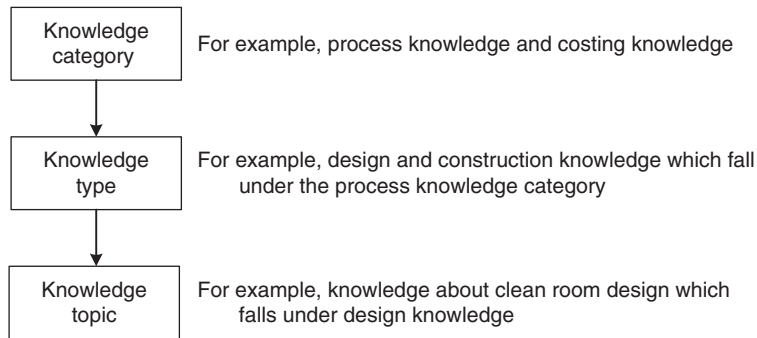 Knowledge
category
For example, process knowledge and costing knowledge
Knowledge
type
For example, design and construction knowledge which fall
under the process knowledge category
Knowledge
topic
For example, knowledge about clean room design which
falls under design knowledge